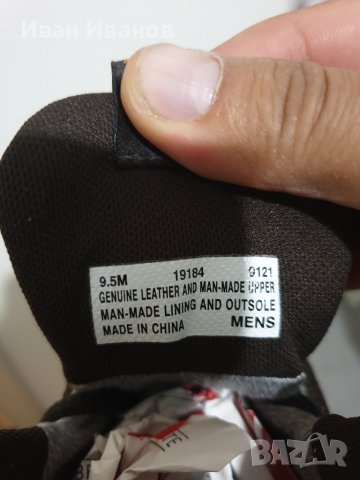 Иван Иванов
9.5M 19184 0121
GENUINE LEATHER AND MAN-MADE UPPER
MAN-MADE LINING AND OUTSOLE
MADE IN CHINA MENS
BAZAR